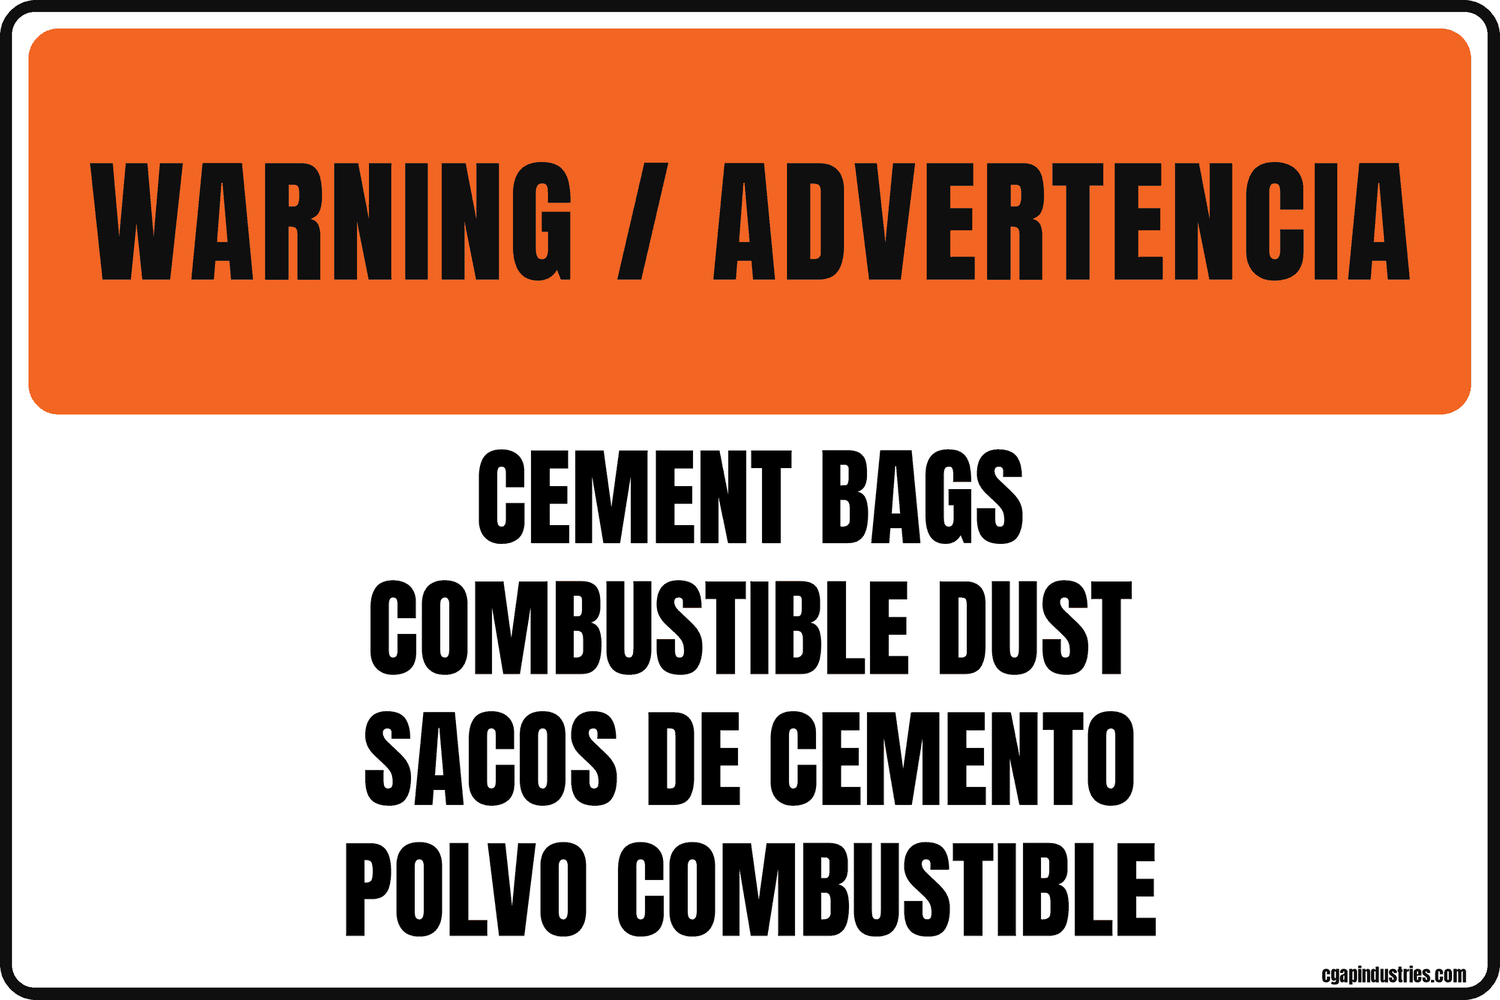 WARNING / ADVERTENCIA
CEMENT BAGS
COMBUSTIBLE DUST
SACOS DE CEMENTO
POLVO COMBUSTIBLE
cgapindustries.com